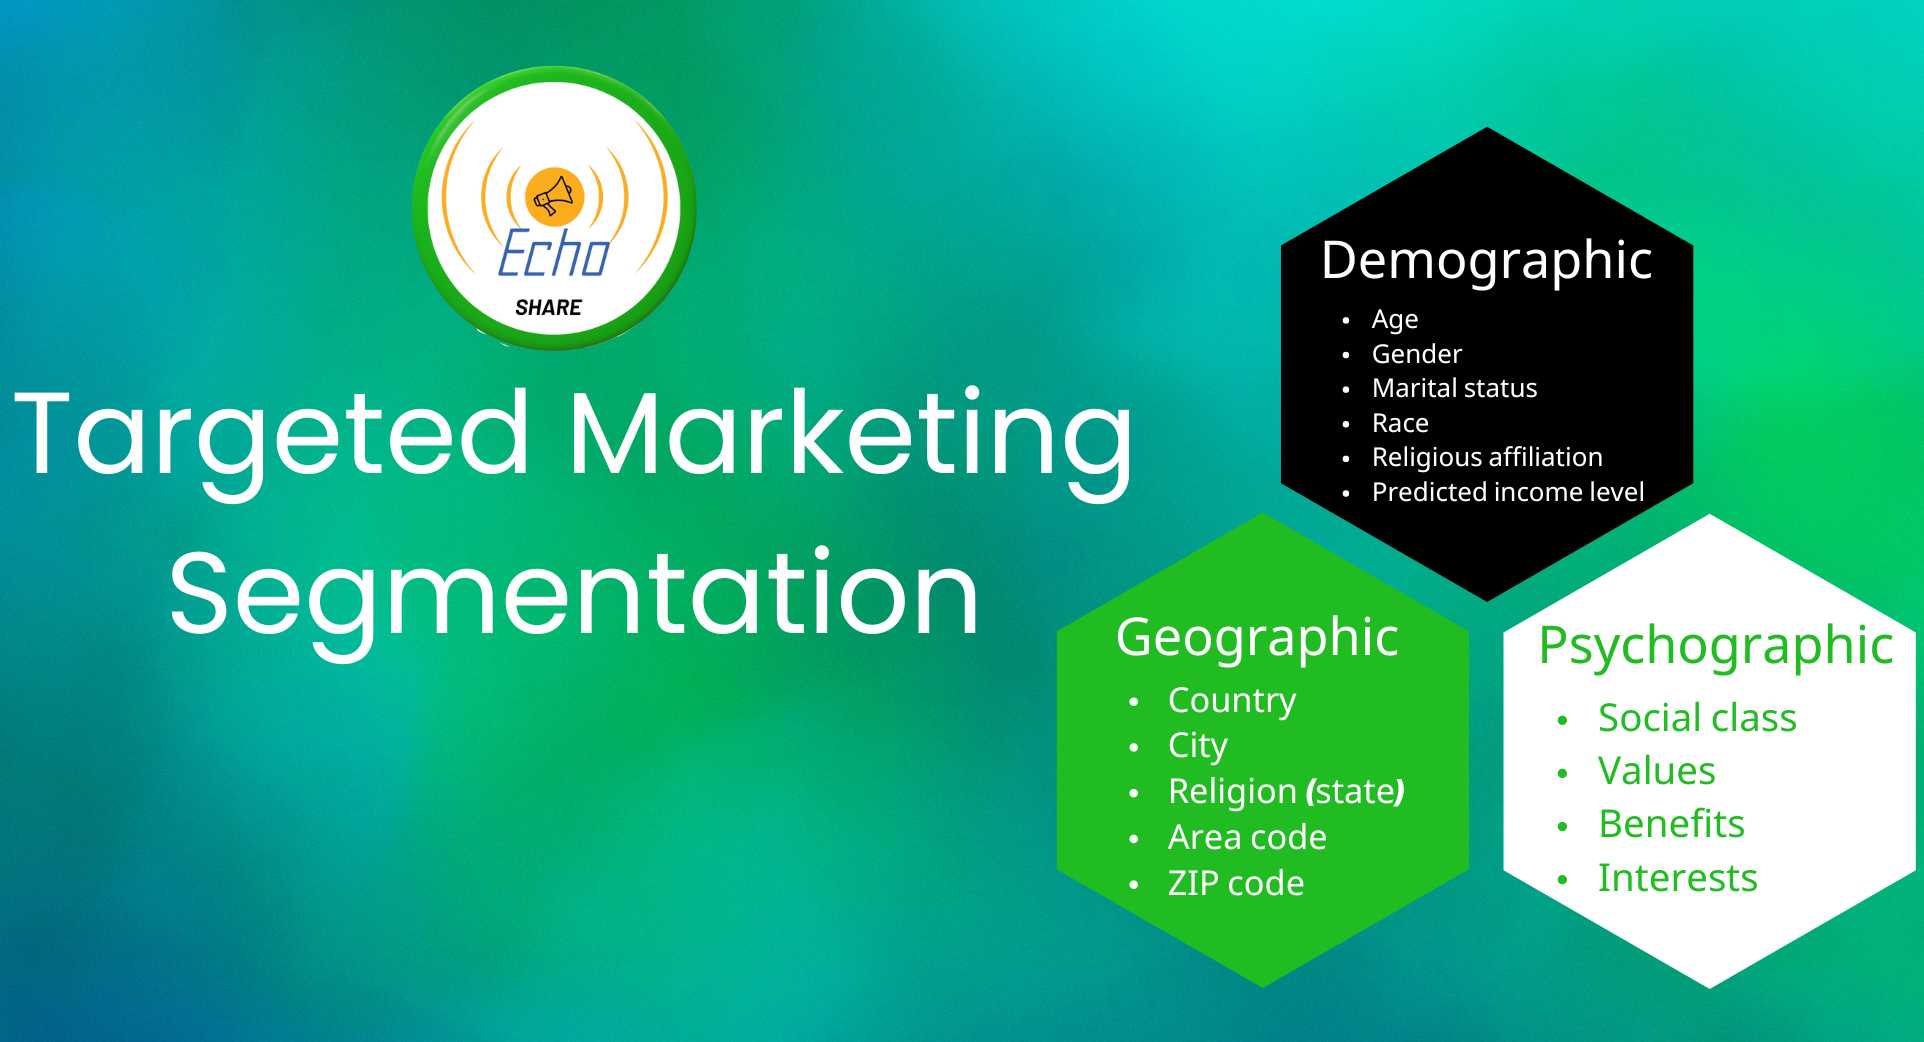 Echo
SHARE
Targeted Marketing
Segmentation
Demographic
• Age
• Gender
• Marital status
• Race
• Religious affiliation
• Predicted income level
Geographic
• Country
• City
• Religion (state)
• Area code
• ZIP code
Psychographic
• Social class
• Values
• Benefits
• Interests